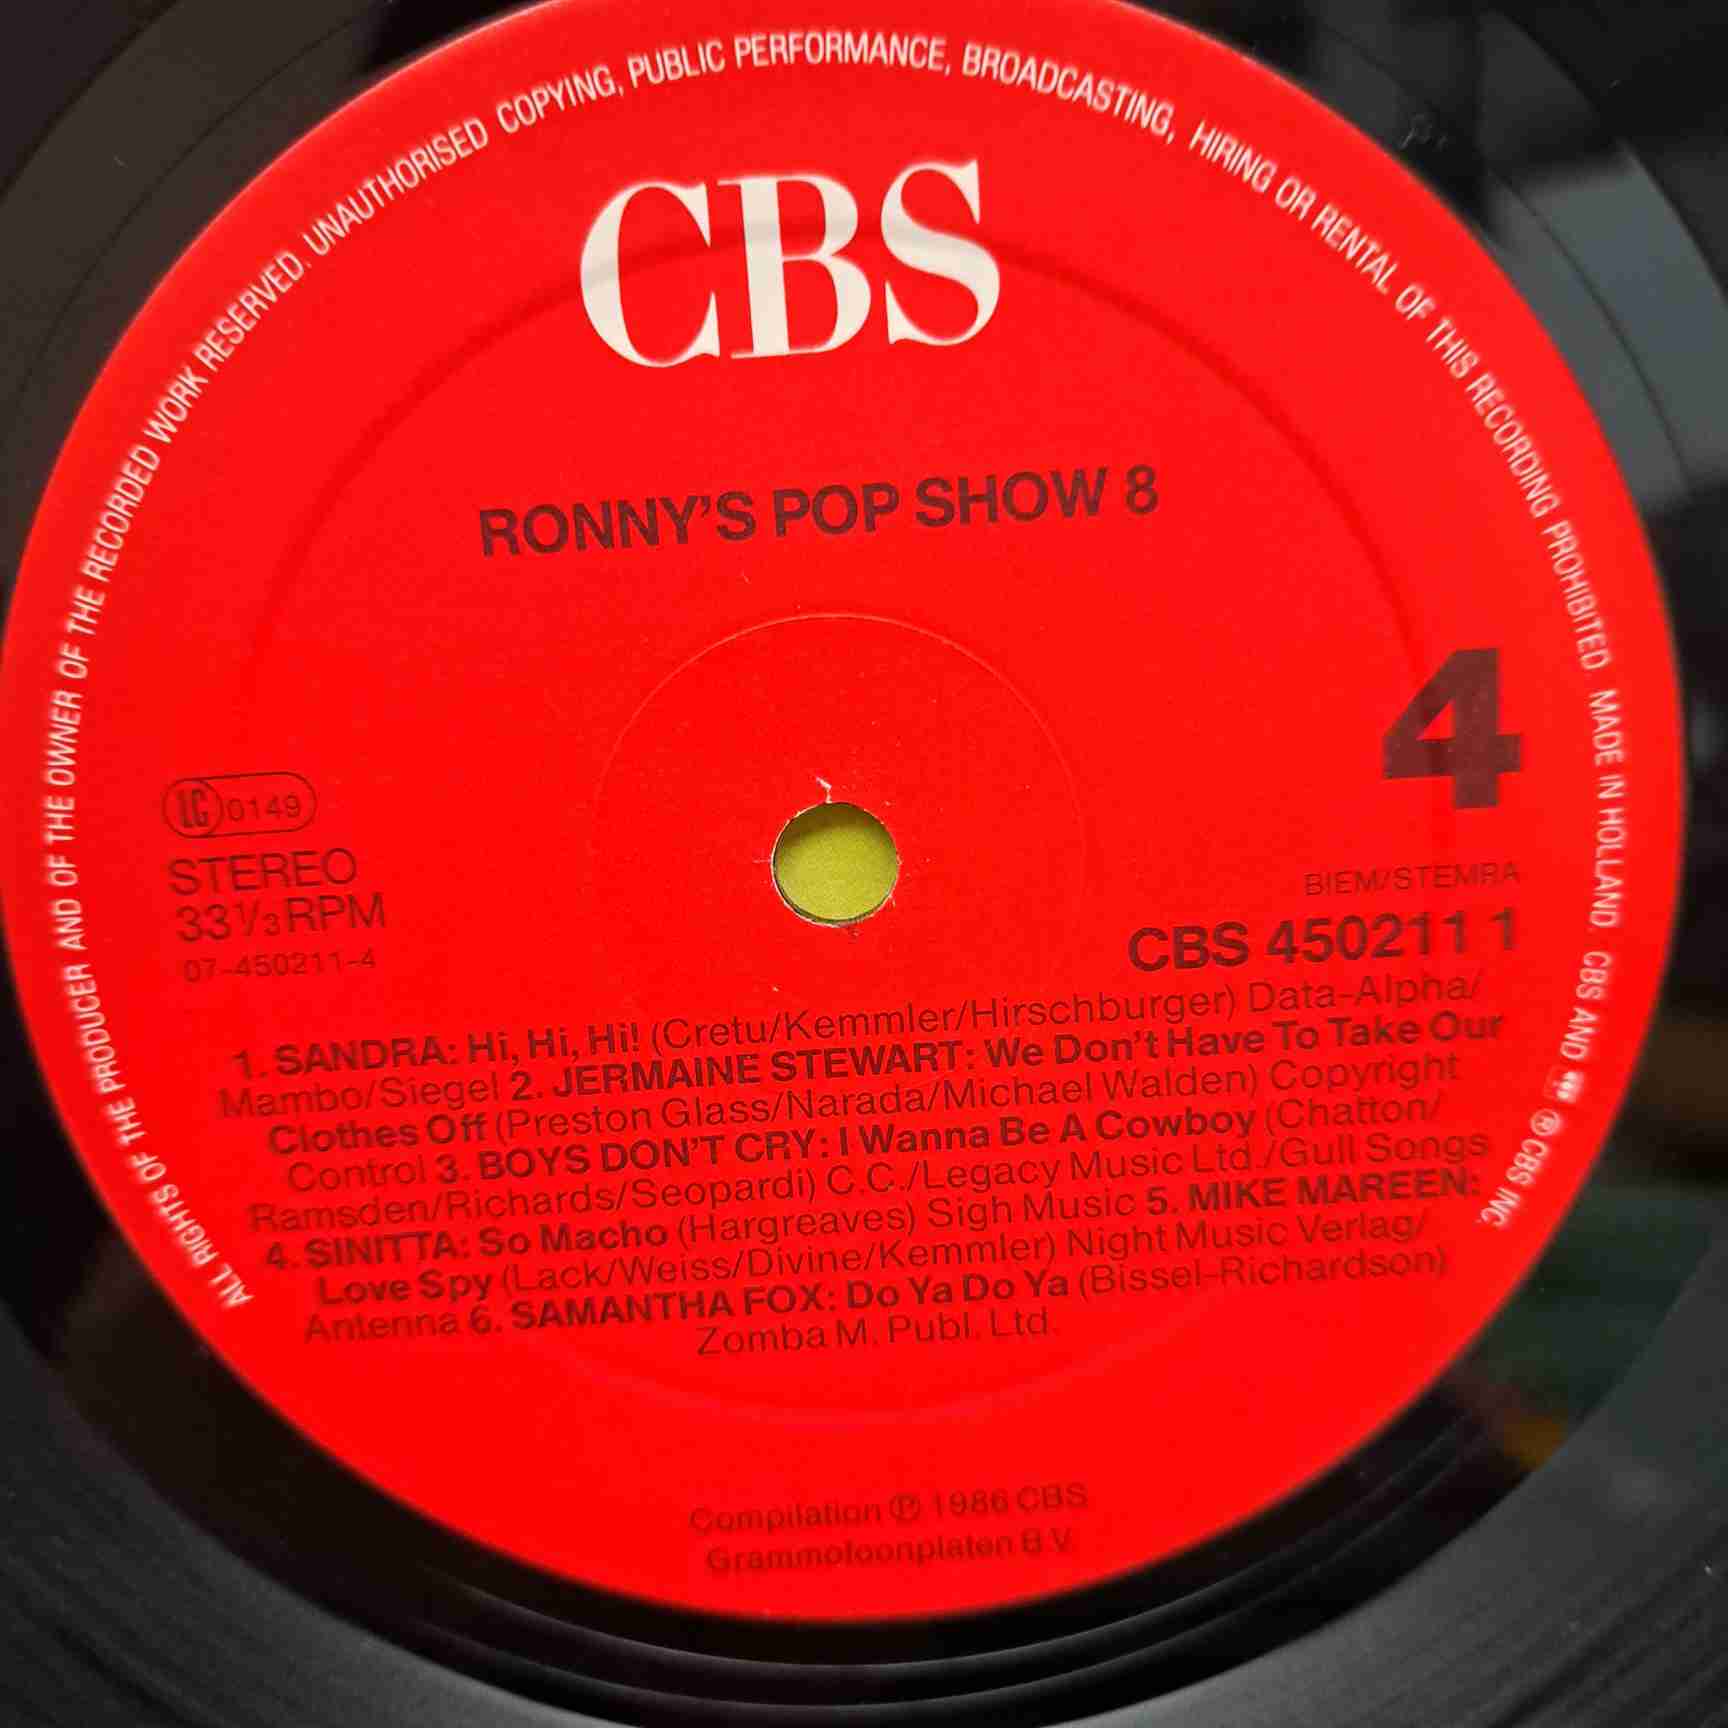 ALL RIGHTS OF THE PRODUCER AND OF THE OWNER OF THE RECORDED WORK RESERVED. UNAUTHORISED COPYING, PUBLIC PERFORMANCE, BROADCASTING, HIRING OR RENTAL OF THIS RECORDING PROHIBITED. MADE IN HOLLAND. CBS AND ® CBS INC.
CBS
RONNY'S POP SHOW 8
4
LC 0149
STEREO
33⅓ RPM
07-450211-4
BIEM/STEMRA
CBS 450211 1
1. SANDRA: Hi, Hi, Hi! (Cretu/Kemmler/Hirschburger) Data-Alpha/
Mambo/Siegel 2. JERMAINE STEWART: We Don't Have To Take Our
Clothes Off (Preston Glass/Narada/Michael Walden) Copyright
Control 3. BOYS DON'T CRY: I Wanna Be A Cowboy (Chatton/
Ramsden/Richards/Seopardi) C.C./Legacy Music Ltd./Gull Songs
4. SINITTA: So Macho (Hargreaves) Sigh Music 5. MIKE MAREEN:
Love Spy (Lack/Weiss/Divine/Kemmler) Night Music Verlag/
Antenna 6. SAMANTHA FOX: Do Ya Do Ya (Bissel-Richardson)
Zomba M. Publ. Ltd.
Compilation ℗ 1986 CBS
Grammofoonplaten B.V.